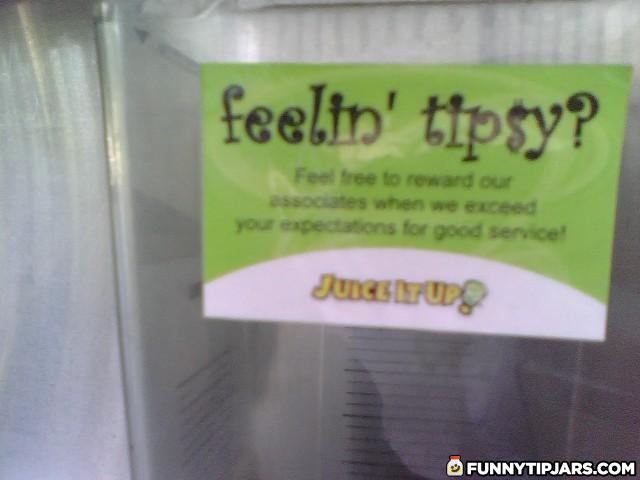 feelin' tip$y?
Feel free to reward our
associates when we exceed
your expectations for good service!
JUICE IT UP!
FUNNYTIPJARS.COM